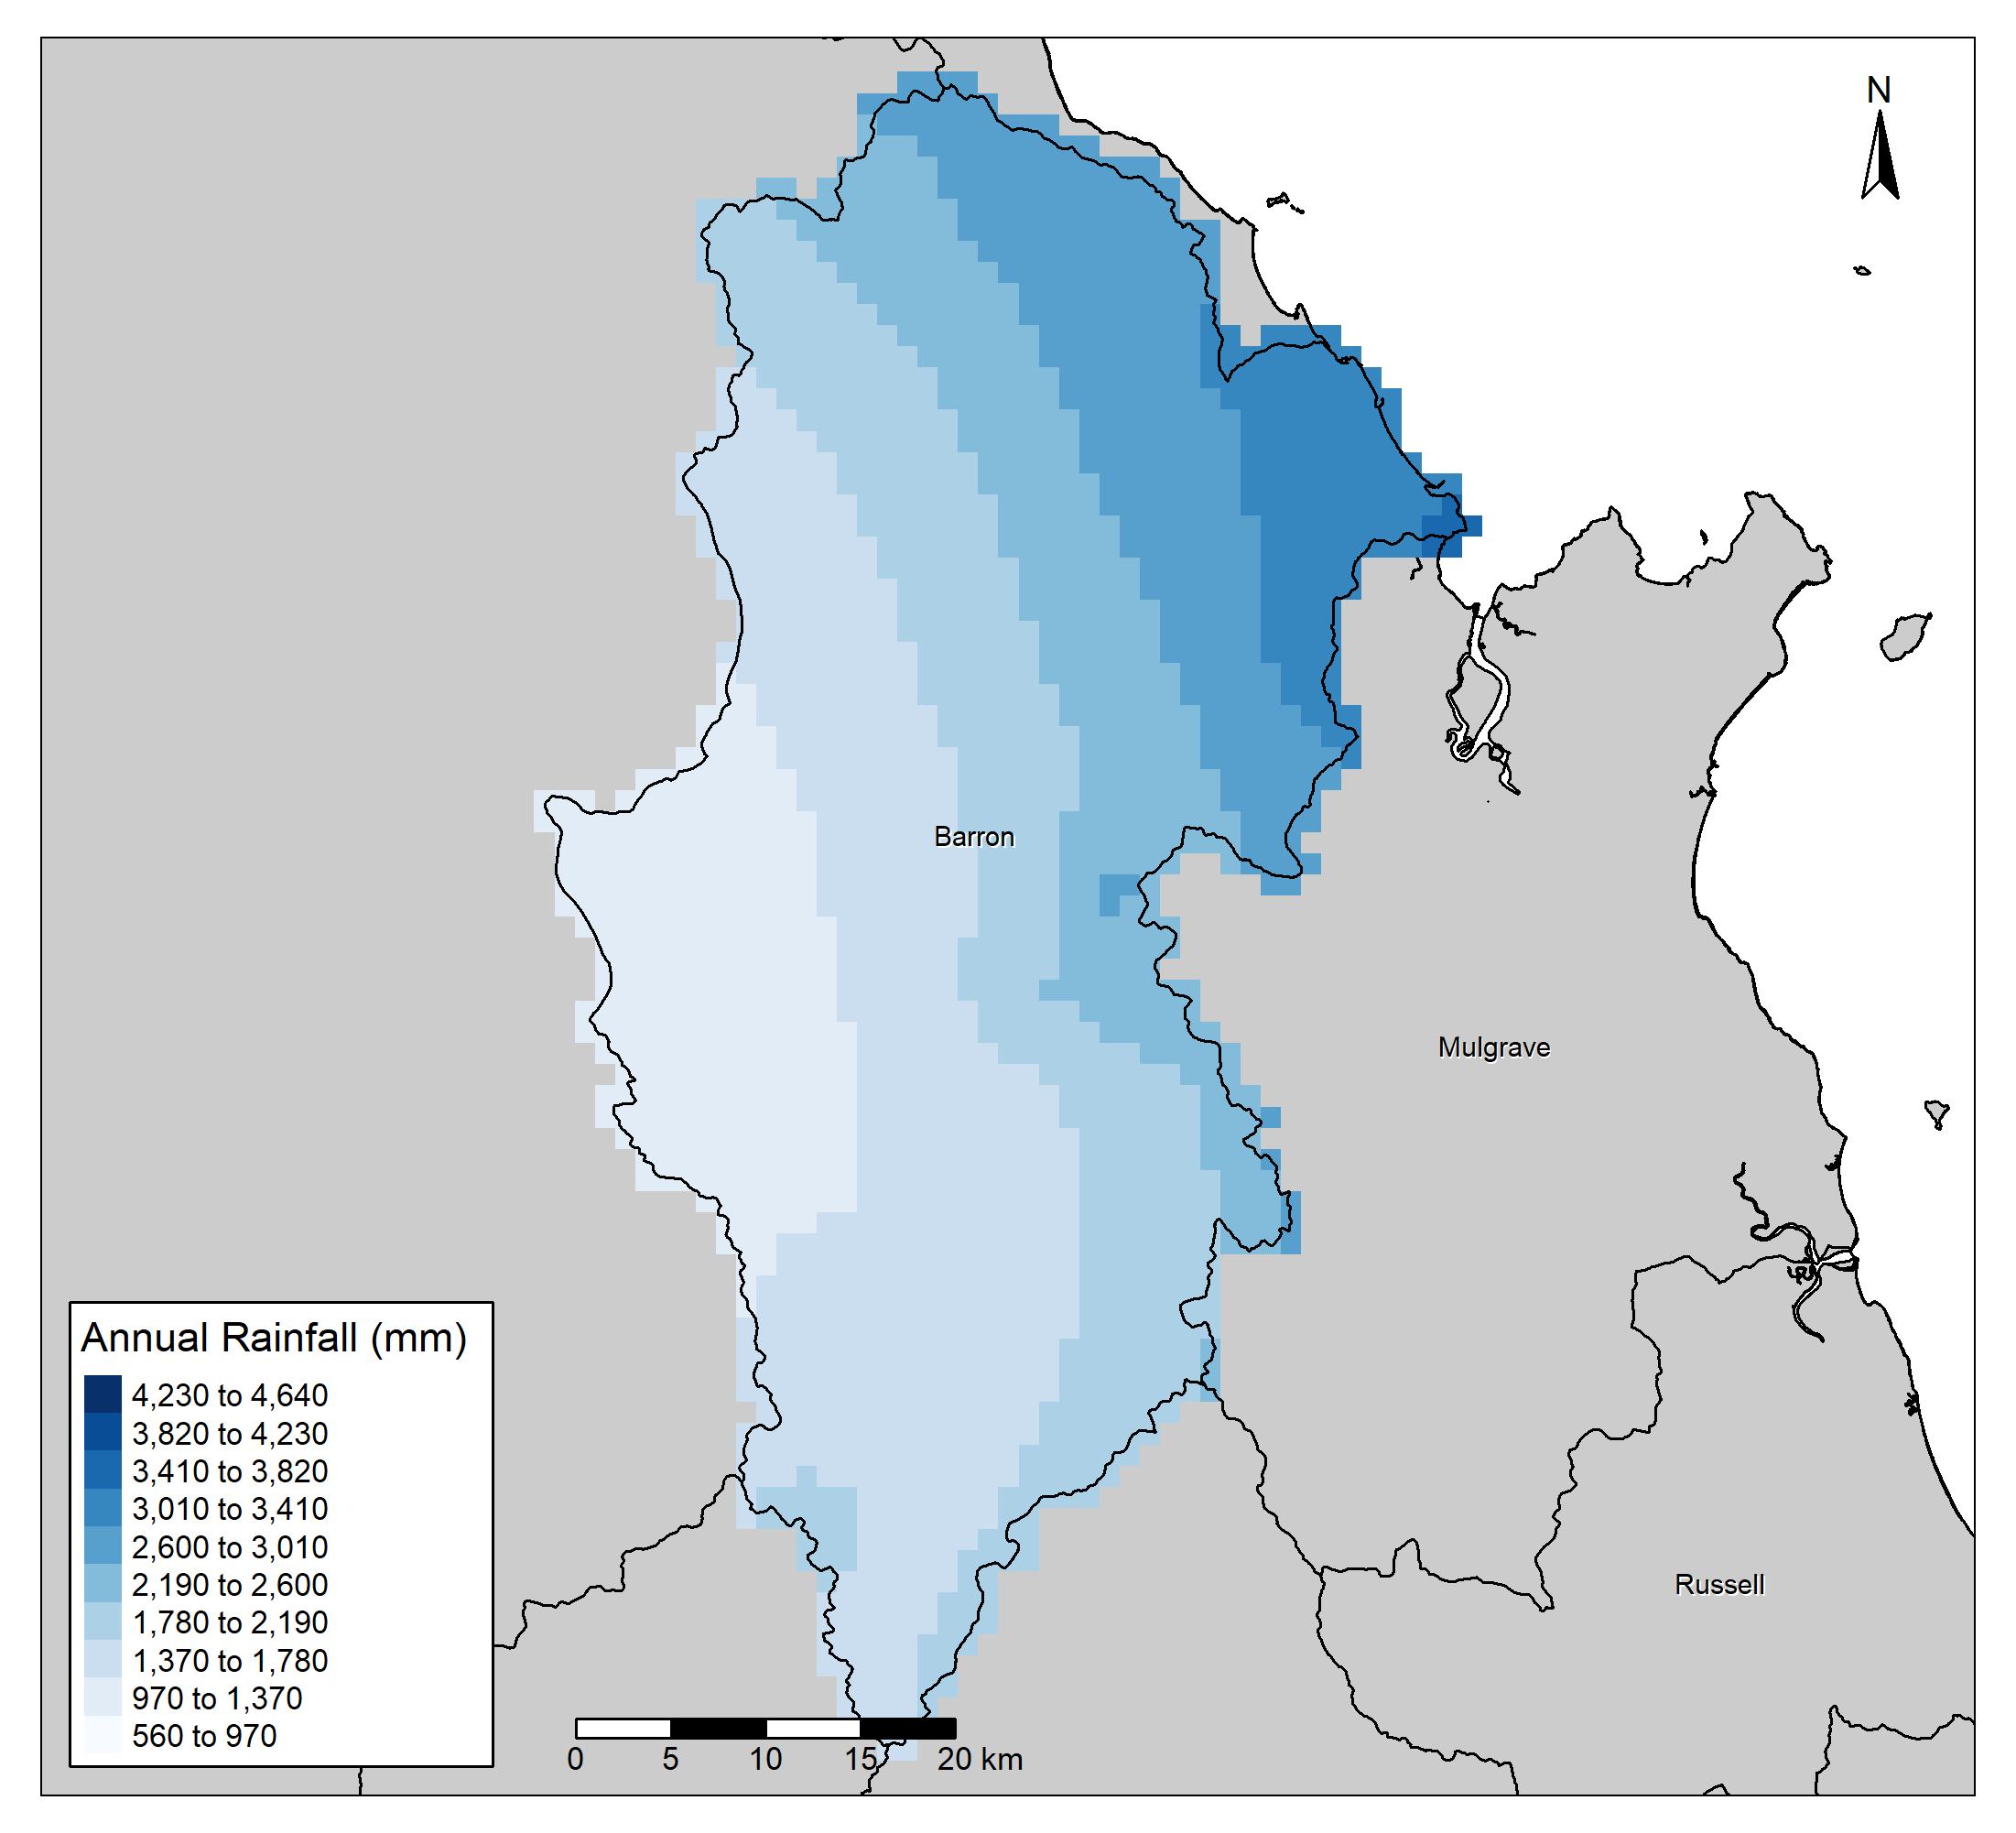 N
Barron
Mulgrave
Russell
Annual Rainfall (mm)
4,230 to 4,640
3,820 to 4,230
3,410 to 3,820
3,010 to 3,410
2,600 to 3,010
2,190 to 2,600
1,780 to 2,190
1,370 to 1,780
970 to 1,370
560 to 970
0 5 10 15 20 km